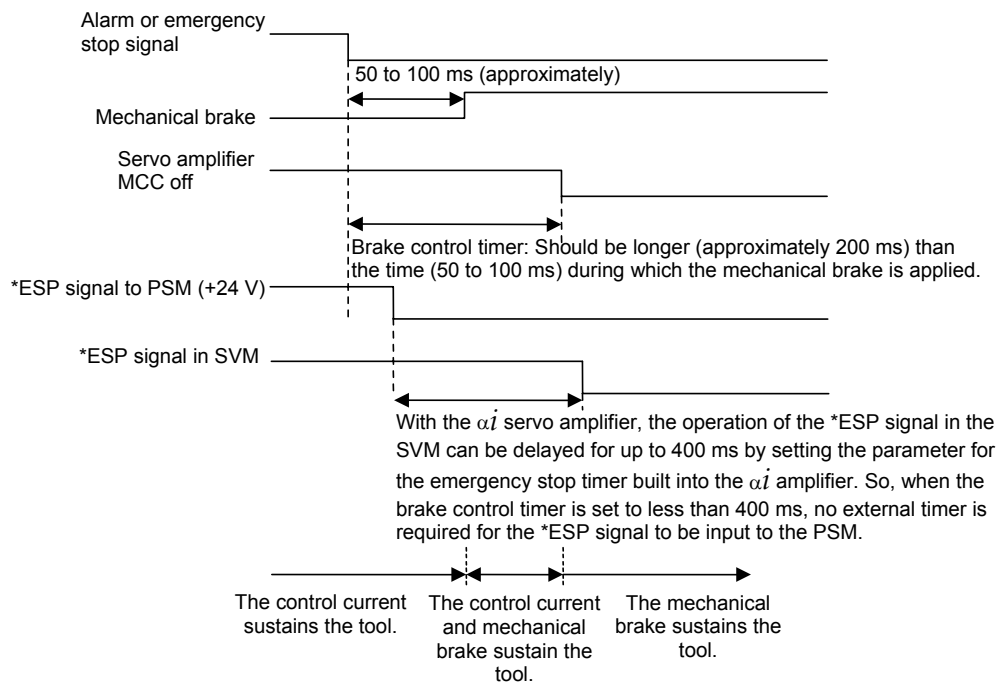 Alarm or emergency
stop signal
50 to 100 ms (approximately)
Mechanical brake
Servo amplifier
MCC off
Brake control timer: Should be longer (approximately 200 ms) than
the time (50 to 100 ms) during which the mechanical brake is applied.
*ESP signal to PSM (+24 V)
*ESP signal in SVM
With the αi servo amplifier, the operation of the *ESP signal in the
SVM can be delayed for up to 400 ms by setting the parameter for
the emergency stop timer built into the αi amplifier. So, when the
brake control timer is set to less than 400 ms, no external timer is
required for the *ESP signal to be input to the PSM.
The control current
sustains the tool.
The control current
and mechanical
brake sustain the
tool.
The mechanical
brake sustains the
tool.